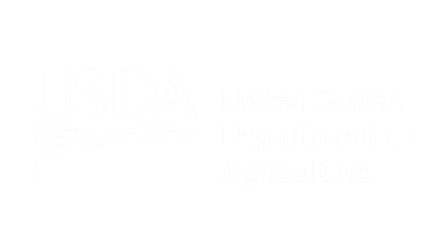 USDA
United States
Department of
Agriculture